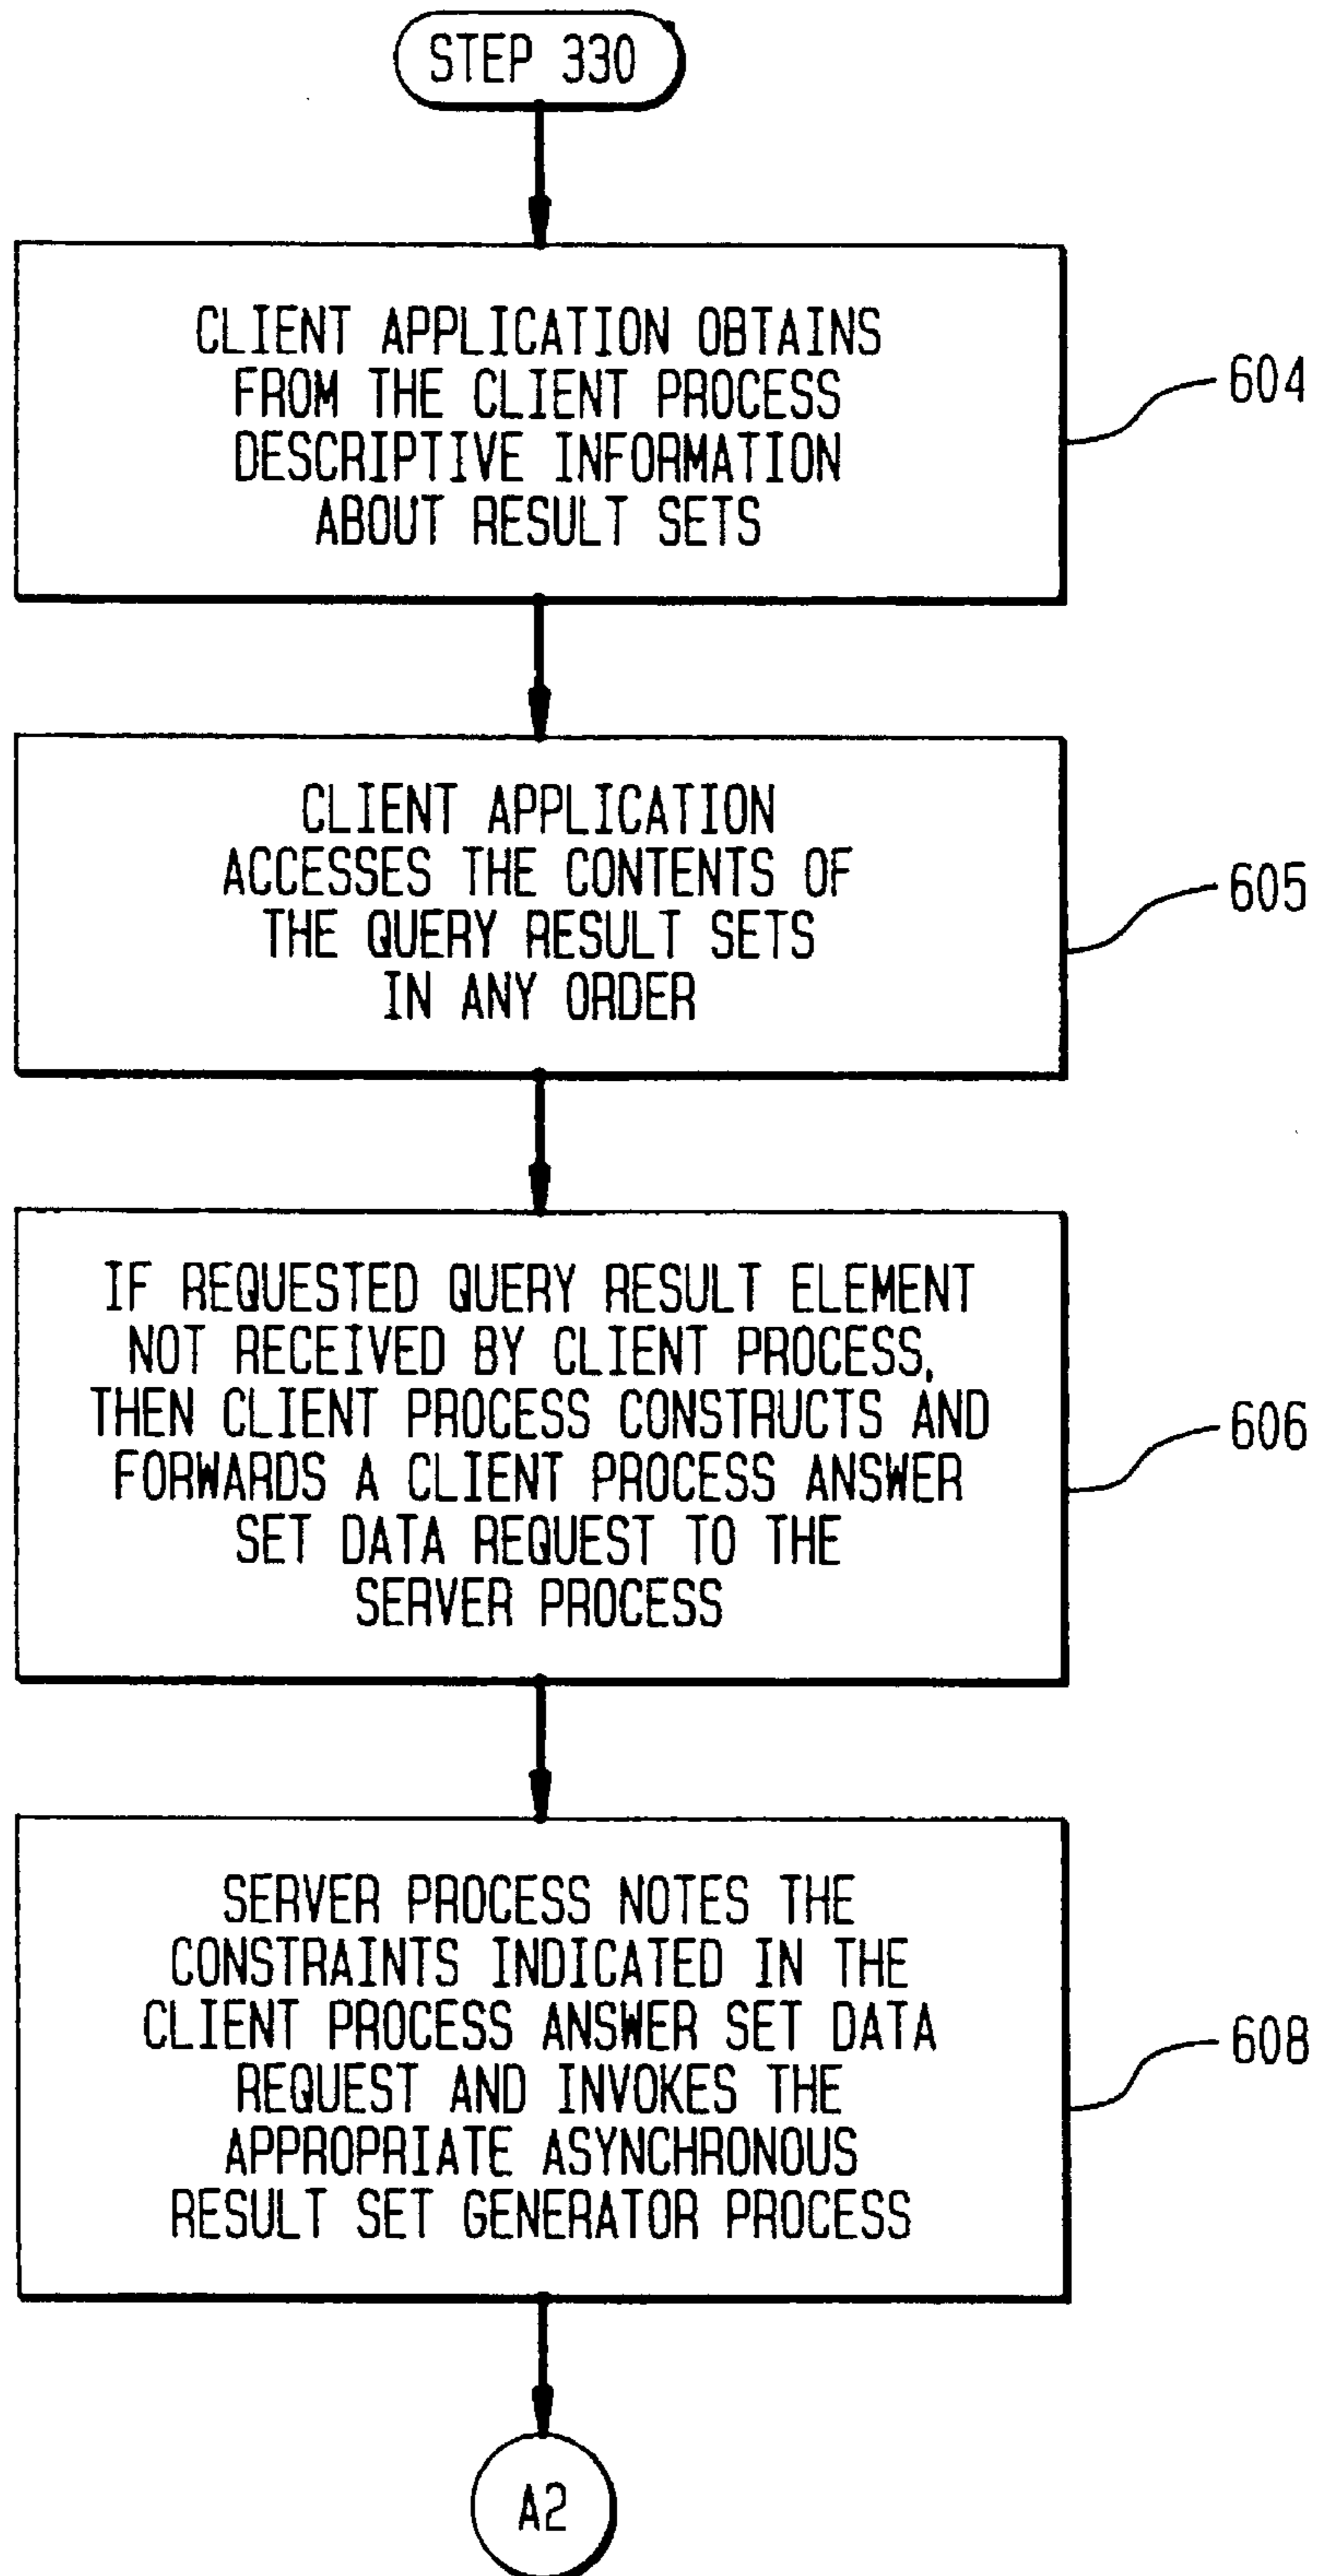 STEP 330
CLIENT APPLICATION OBTAINS
FROM THE CLIENT PROCESS
DESCRIPTIVE INFORMATION
ABOUT RESULT SETS
604
CLIENT APPLICATION
ACCESSES THE CONTENTS OF
THE QUERY RESULT SETS
IN ANY ORDER
605
IF REQUESTED QUERY RESULT ELEMENT
NOT RECEIVED BY CLIENT PROCESS,
THEN CLIENT PROCESS CONSTRUCTS AND
FORWARDS A CLIENT PROCESS ANSWER
SET DATA REQUEST TO THE
SERVER PROCESS
606
SERVER PROCESS NOTES THE
CONSTRAINTS INDICATED IN THE
CLIENT PROCESS ANSWER SET DATA
REQUEST AND INVOKES THE
APPROPRIATE ASYNCHRONOUS
RESULT SET GENERATOR PROCESS
608
A2